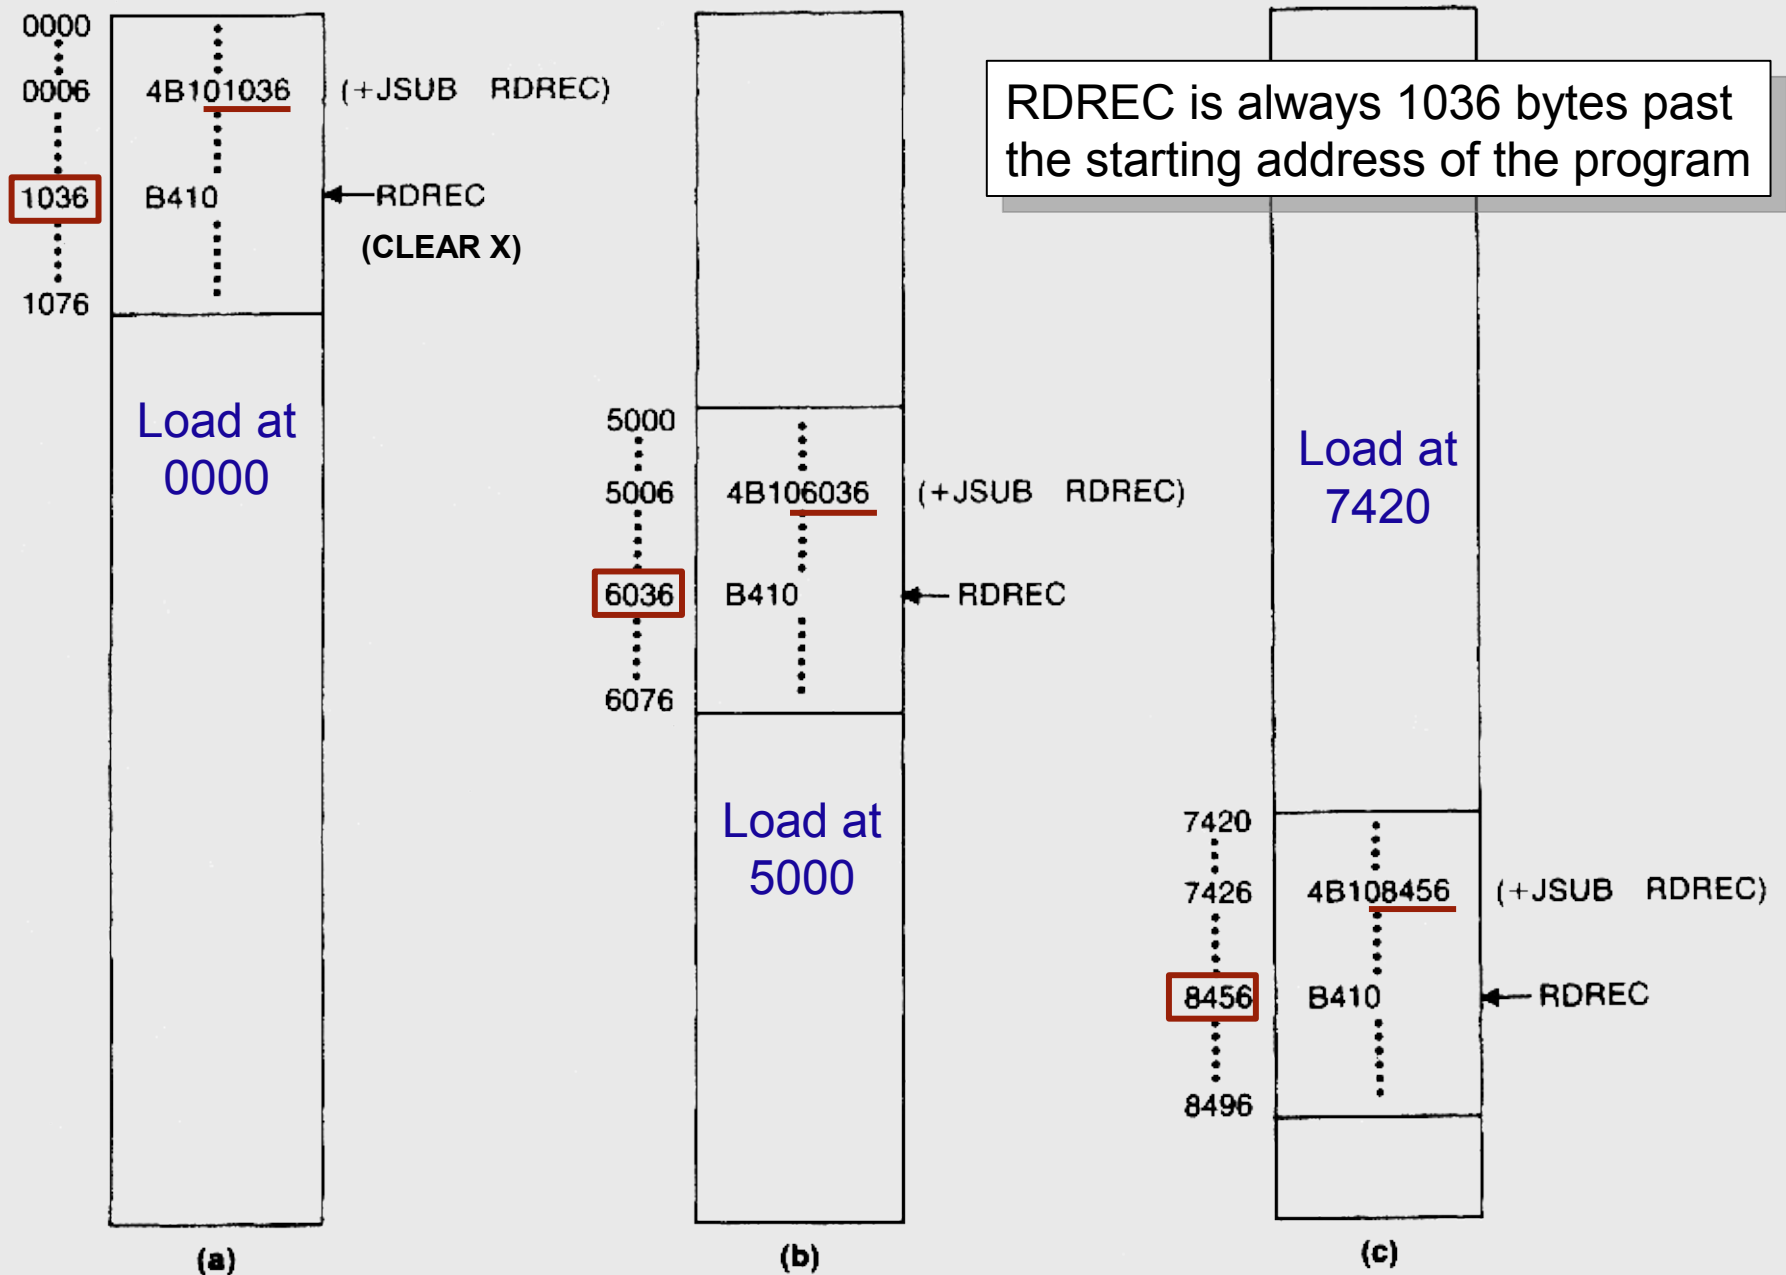 0000
0006 4B101036 (+JSUB RDREC)
1036 B410 RDREC
(CLEAR X)
1076
Load at
0000
(a)
5000
5006 4B106036 (+JSUB RDREC)
6036 B410 RDREC
6076
Load at
5000
(b)
RDREC is always 1036 bytes past
the starting address of the program
Load at
7420
7420
7426 4B108456 (+JSUB RDREC)
8456 B410 RDREC
8496
(c)